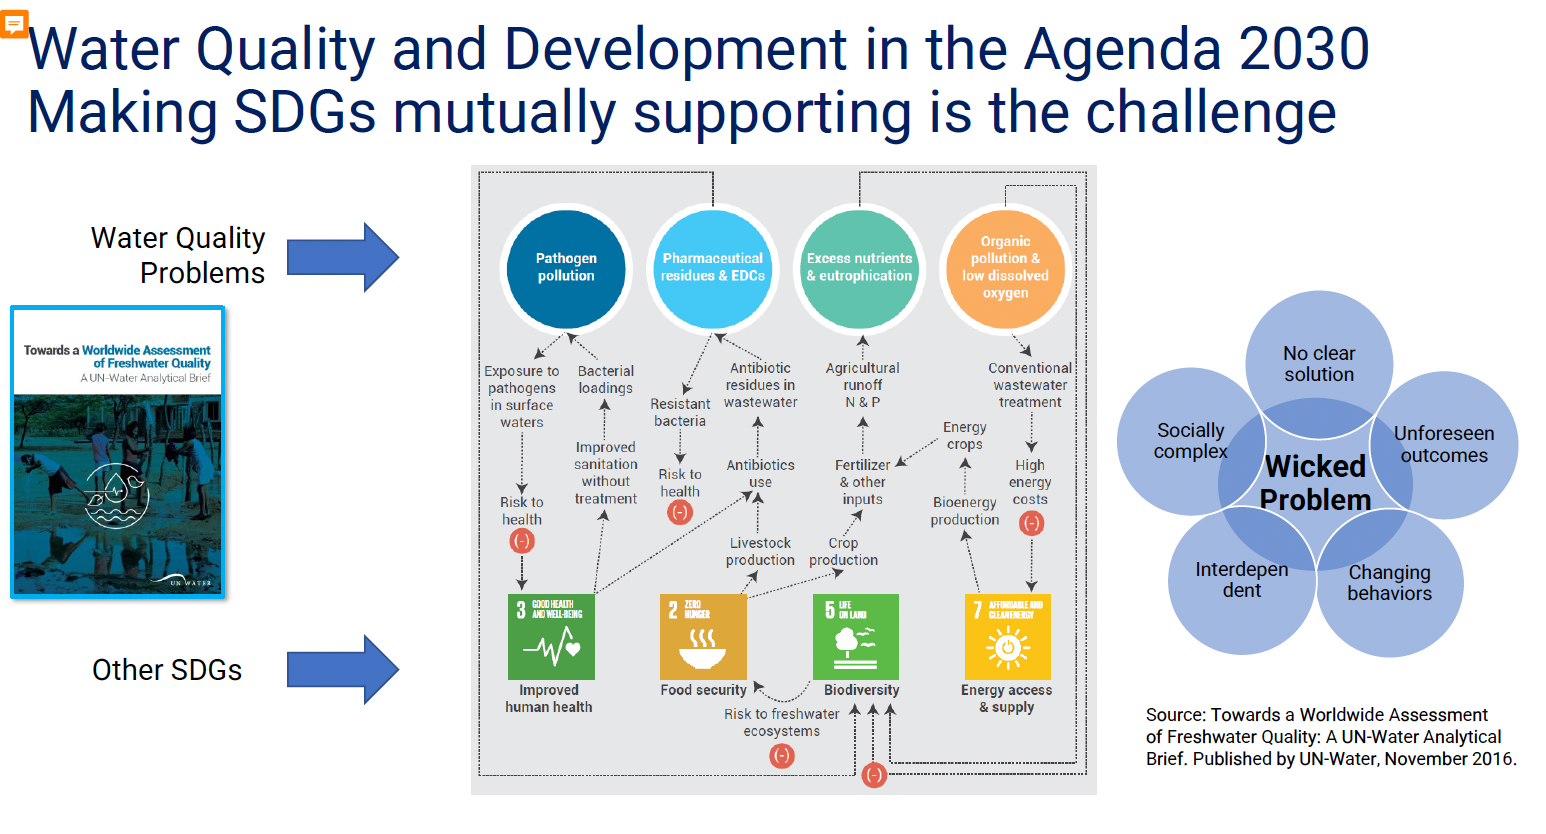 Water Quality and Development in the Agenda 2030
Making SDGs mutually supporting is the challenge
Water Quality
Problems
Towards a Worldwide Assessment
of Freshwater Quality
A UN-Water Analytical Brief
UN WATER
Other SDGs
Pathogen
pollution
Pharmaceutical
residues & EDCs
Excess nutrients
& eutrophication
Organic
pollution &
low dissolved
oxygen
Exposure to
pathogens
in surface
waters
Bacterial
loadings
Resistant
bacteria
Antibiotic
residues in
wastewater
Agricultural
runoff
N & P
Conventional
wastewater
treatment
Improved
sanitation
without
treatment
Risk to
health
(-)
Risk to
health
(-)
Antibiotics
use
Energy
crops
Fertilizer
& other
inputs
Bioenergy
production
High
energy
costs
(-)
Livestock
production
Crop
production
3 GOOD HEALTH
AND WELL-BEING
2 ZERO
HUNGER
5 LIFE
ON LAND
7 AFFORDABLE AND
CLEAN ENERGY
Improved
human health
Food security
Biodiversity
Energy access
& supply
Risk to freshwater
ecosystems
(-)
(-)
No clear
solution
Socially
complex
Unforeseen
outcomes
Wicked
Problem
Interdepen
dent
Changing
behaviors
Source: Towards a Worldwide Assessment
of Freshwater Quality: A UN-Water Analytical
Brief. Published by UN-Water, November 2016.